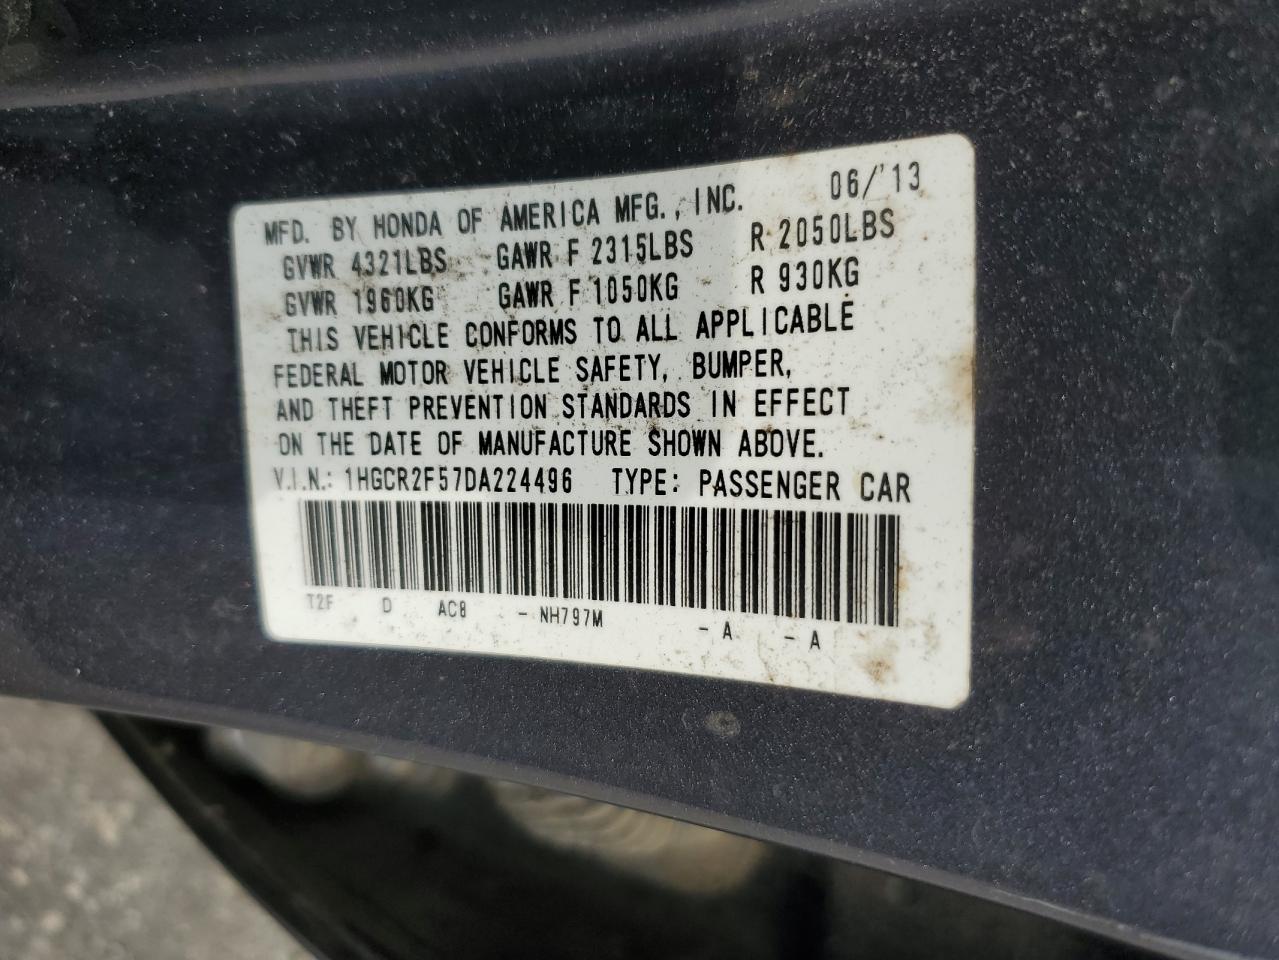 MFD. BY HONDA OF AMERICA MFG., INC. 06/'13
GVWR 4321LBS GAWR F 2315LBS R 2050LBS
GVWR 1960KG GAWR F 1050KG R 930KG
THIS VEHICLE CONFORMS TO ALL APPLICABLE
FEDERAL MOTOR VEHICLE SAFETY, BUMPER,
AND THEFT PREVENTION STANDARDS IN EFFECT
ON THE DATE OF MANUFACTURE SHOWN ABOVE.
V.I.N.: 1HGCR2F57DA224496 TYPE: PASSENGER CAR
T2F D AC8 - NH797M - A - A